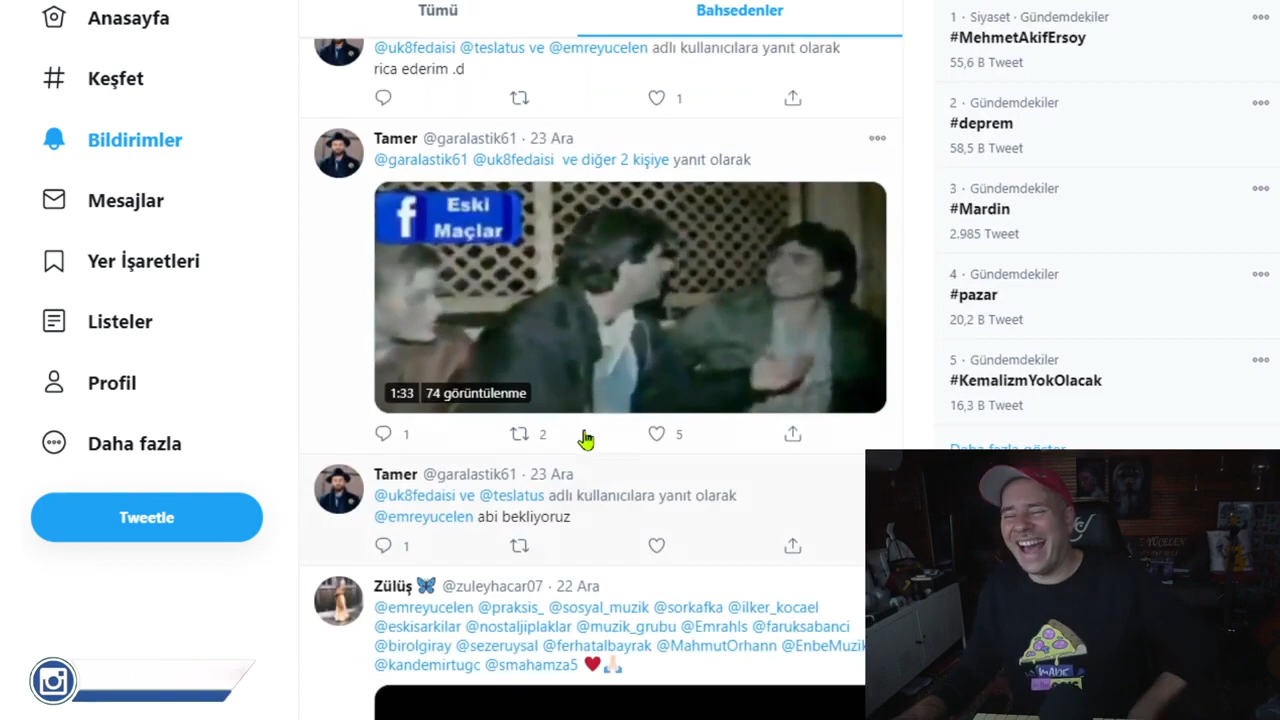 Anasayfa
Keşfet
Bildirimler
Mesajlar
Yer İşaretleri
Listeler
Profil
Daha fazla
Tweetle
Tümü
Bahsedenler
@uk8fedaisi @teslatus ve @emreyucelen adlı kullanıcılara yanıt olarak
rica ederim .d
1
Tamer @garalastik61 · 23 Ara
@garalastik61 @uk8fedaisi ve diğer 2 kişiye yanıt olarak
f Eski
Maçlar
1:33 74 görüntülenme
1 2 5
Tamer @garalastik61 · 23 Ara
@uk8fedaisi ve @teslatus adlı kullanıcılara yanıt olarak
@emreyucelen abi bekliyoruz
1
Zülüş 🦋 @zuleyhacar07 · 22 Ara
@emreyucelen @praksis_ @sosyal_muzik @sorkafka @ilker_kocael
@eskisarkilar @nostaljiplaklar @muzik_grubu @Emrahls @faruksabanci
@birolgiray @sezeruysal @ferhatalbayrak @MahmutOrhann @EnbeMuzik
@kandemirtugc @smahamza5 ♥️🙏🏻
1 · Siyaset · Gündemdekiler
#MehmetAkifErsoy
55,6 B Tweet
2 · Gündemdekiler
#deprem
58,5 B Tweet
3 · Gündemdekiler
#Mardin
2.985 Tweet
4 · Gündemdekiler
#pazar
20,2 B Tweet
5 · Gündemdekiler
#KemalizmYokOlacak
16,3 B Tweet
Daha fazla göster